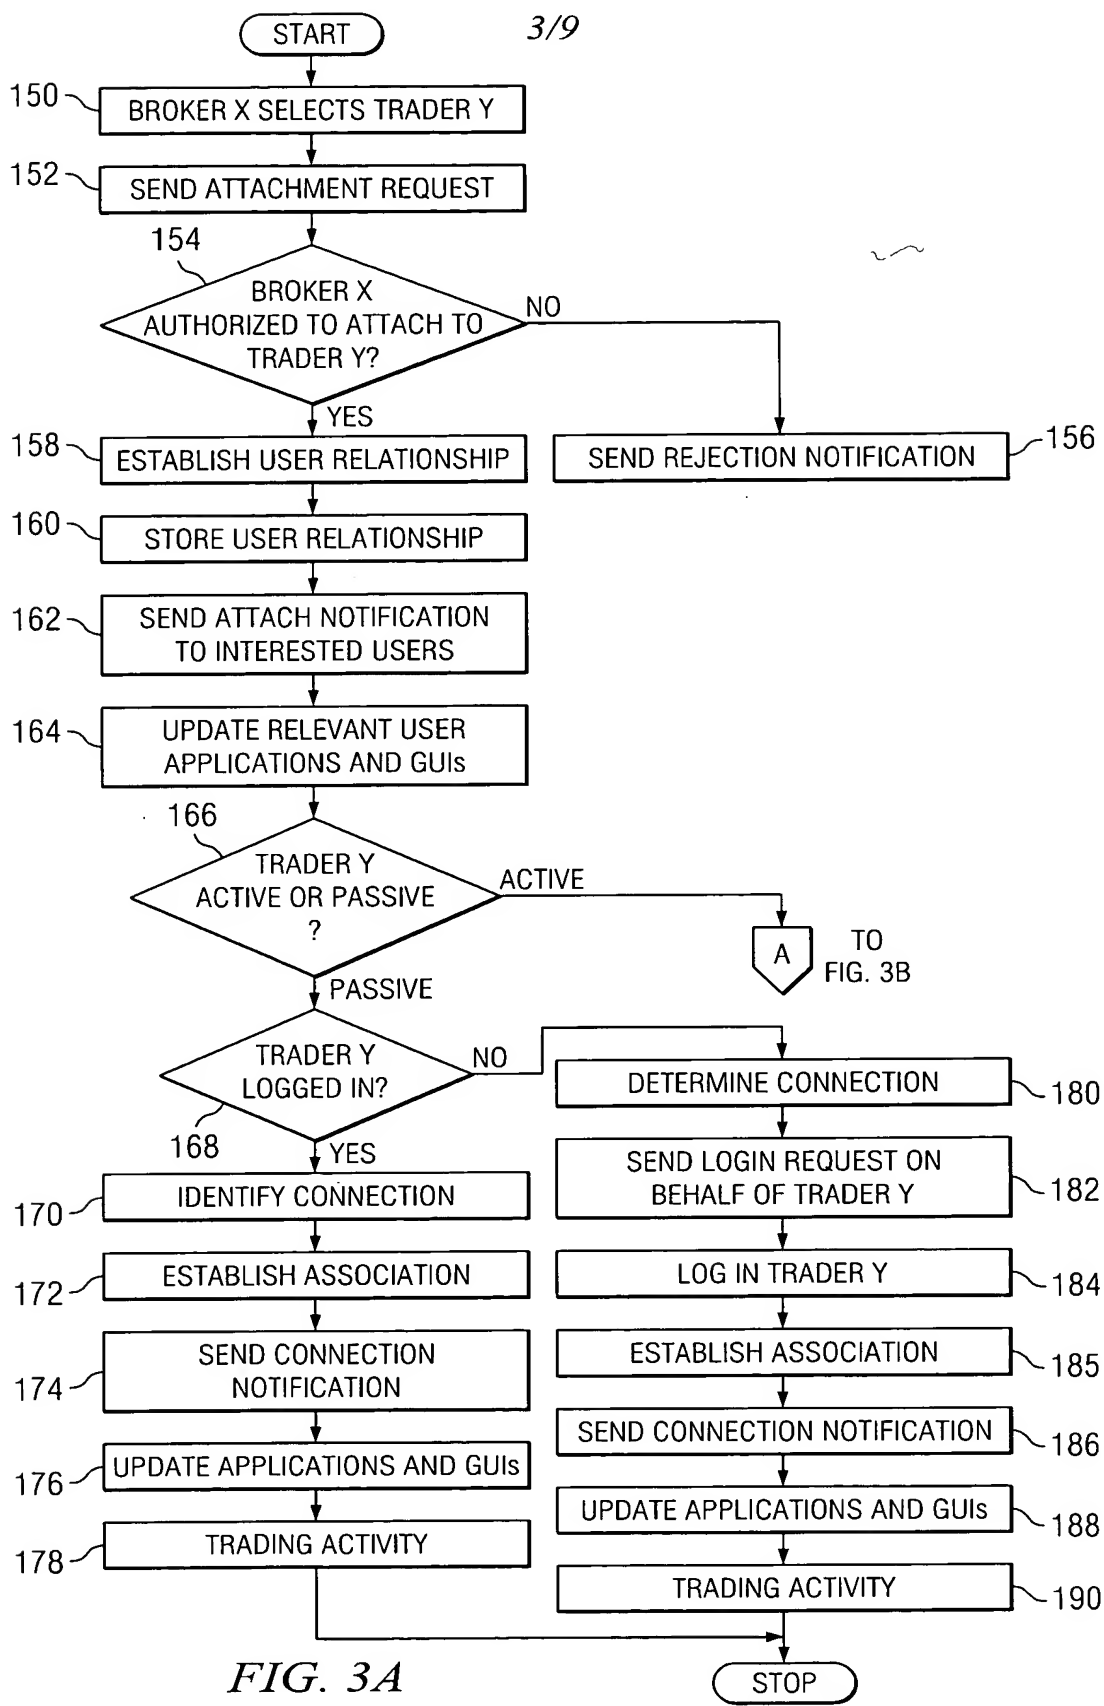 START
3/9
150
BROKER X SELECTS TRADER Y
152
SEND ATTACHMENT REQUEST
154
BROKER X
AUTHORIZED TO ATTACH TO
TRADER Y?
NO
YES
158
ESTABLISH USER RELATIONSHIP
SEND REJECTION NOTIFICATION
156
160
STORE USER RELATIONSHIP
162
SEND ATTACH NOTIFICATION
TO INTERESTED USERS
164
UPDATE RELEVANT USER
APPLICATIONS AND GUIs
166
TRADER Y
ACTIVE OR PASSIVE
?
ACTIVE
A
TO
FIG. 3B
PASSIVE
TRADER Y
LOGGED IN?
NO
168
YES
170
IDENTIFY CONNECTION
172
ESTABLISH ASSOCIATION
174
SEND CONNECTION
NOTIFICATION
176
UPDATE APPLICATIONS AND GUIs
178
TRADING ACTIVITY
DETERMINE CONNECTION
180
SEND LOGIN REQUEST ON
BEHALF OF TRADER Y
182
LOG IN TRADER Y
184
ESTABLISH ASSOCIATION
185
SEND CONNECTION NOTIFICATION
186
UPDATE APPLICATIONS AND GUIs
188
TRADING ACTIVITY
190
STOP
FIG. 3A